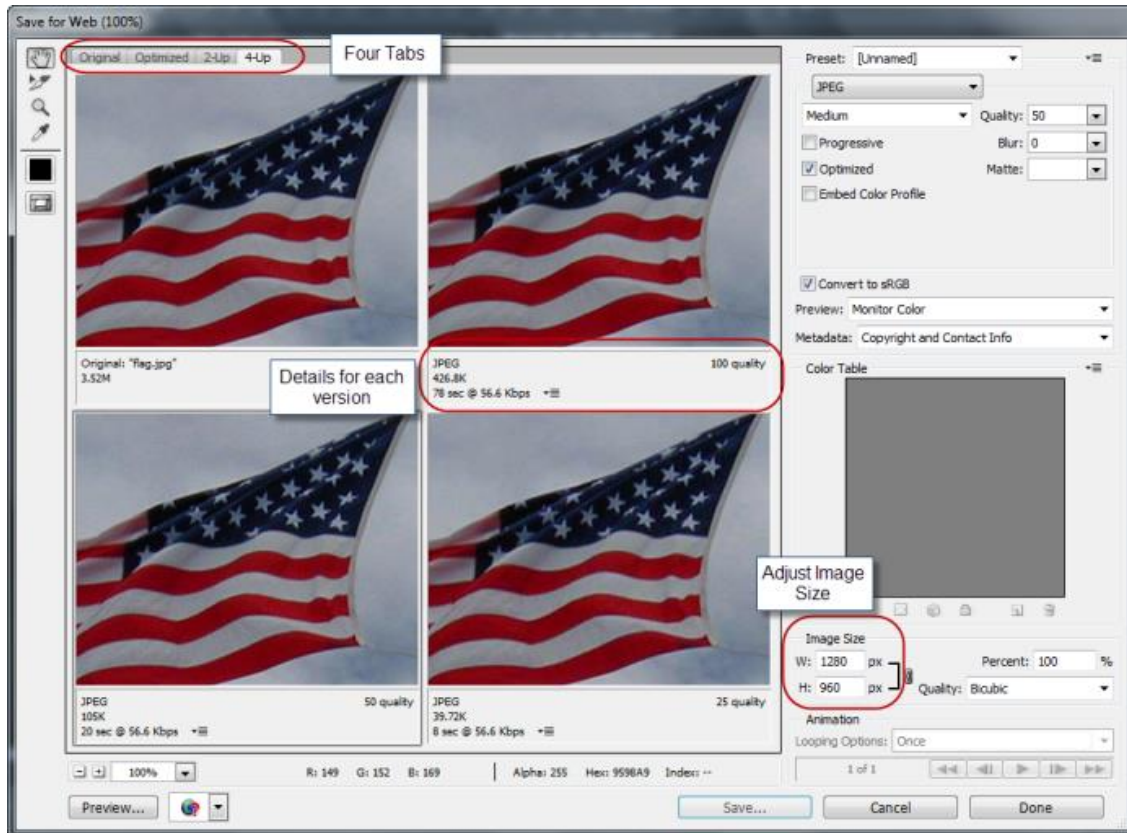 Save for Web (100%)
Original Optimized 2-Up 4-Up
Four Tabs
Preset: [Unnamed]
JPEG
Medium Quality: 50
Progressive Blur: 0
Optimized Matte:
Embed Color Profile
Convert to sRGB
Preview: Monitor Color
Metadata: Copyright and Contact Info
Original: "flag.jpg"
3.52M
Details for each
version
JPEG 100 quality
426.8K
78 sec @ 56.6 Kbps
Color Table
Adjust Image
Size
Image Size
W: 1280 px Percent: 100 %
H: 960 px Quality: Bicubic
JPEG 50 quality
105K
20 sec @ 56.6 Kbps
JPEG 25 quality
39.72K
8 sec @ 56.6 Kbps
Animation
Looping Options: Once
1 of 1
100% R: 149 G: 152 B: 169 Alpha: 255 Hex: 9598A9 Index: --
Preview... Save... Cancel Done